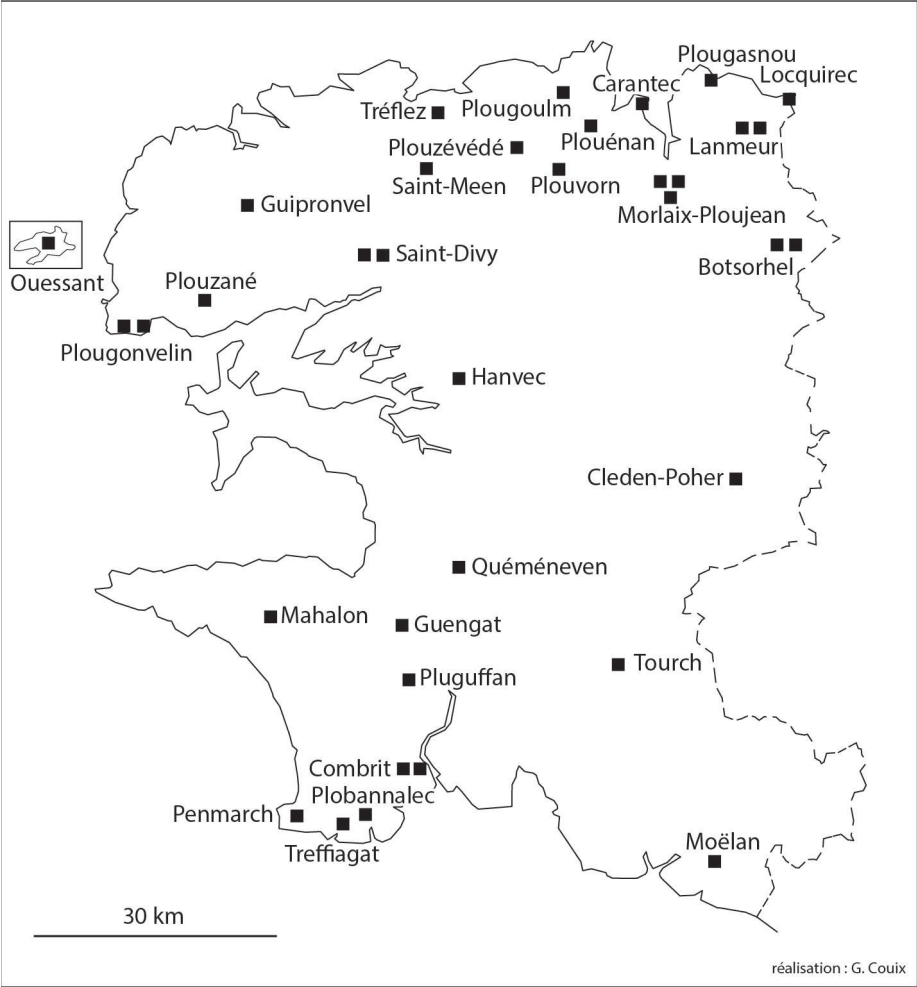 Plougasnou
Locquirec
Carantec
Tréflez
Plougoulm
Plouénan
Lanmeur
Plouzévédé
Saint-Meen
Plouvorn
Guipronvel
Morlaix-Ploujean
Saint-Divy
Botsorhel
Ouessant
Plouzané
Plougonvelin
Hanvec
Cleden-Poher
Quéméneven
Mahalon
Guengat
Tourch
Pluguffan
Combrit
Plobannalec
Penmarch
Treffiagat
Moëlan
30 km
réalisation : G. Couix